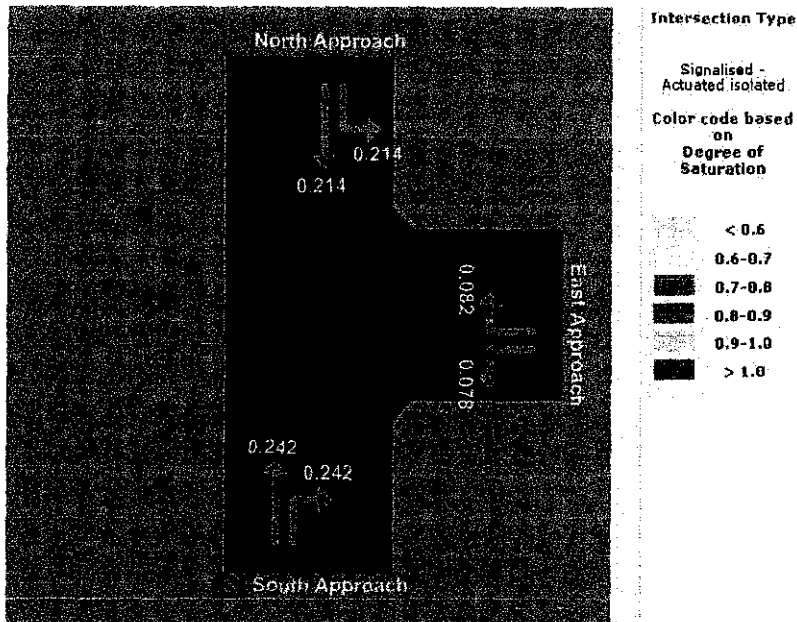 North Approach
0.214
0.214
0.082
East Approach
0.078
0.242
0.242
South Approach
Intersection Type
Signalised -
Actuated isolated
Color code based
on
Degree of
Saturation
< 0.6
0.6-0.7
0.7-0.8
0.8-0.9
0.9-1.0
> 1.0